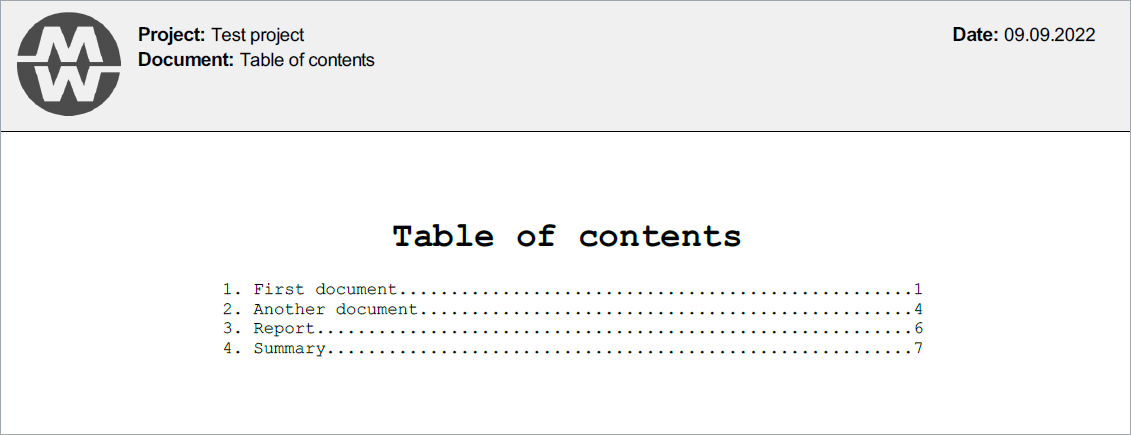 MW
Project: Test project
Date: 09.09.2022
Document: Table of contents
Table of contents
1. First document..................................................1
2. Another document................................................4
3. Report..........................................................6
4. Summary.........................................................7